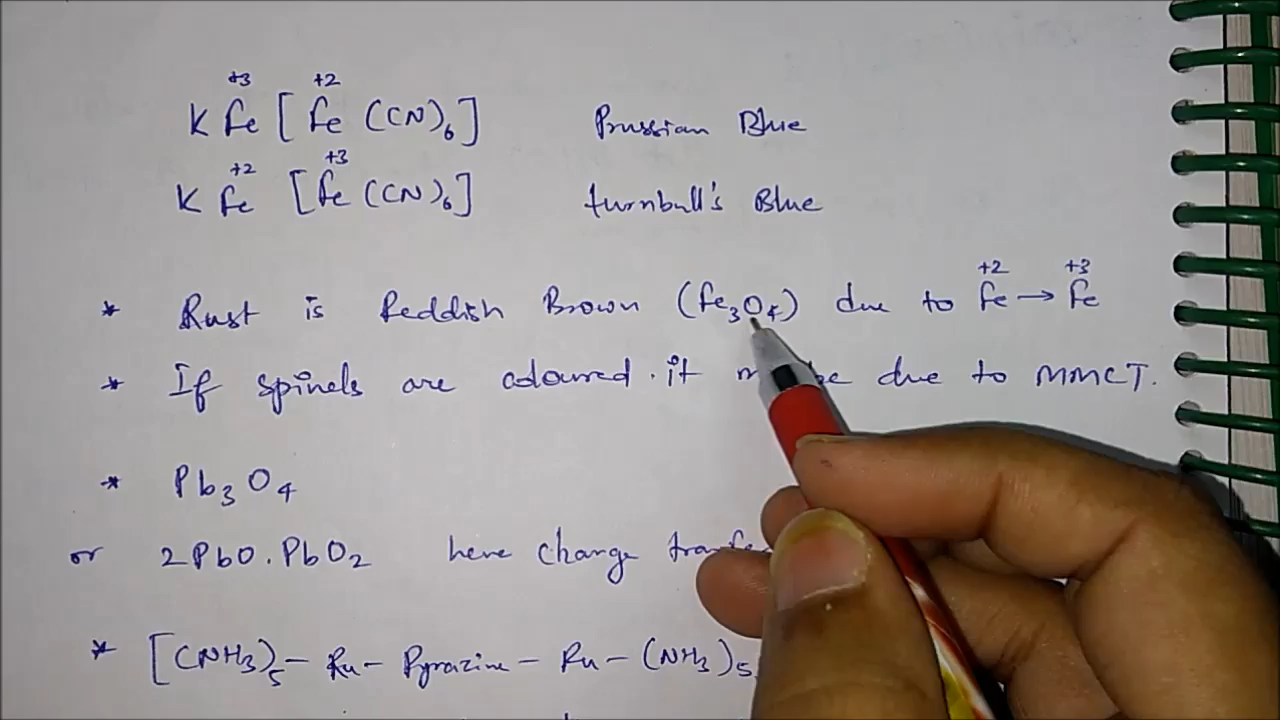 +3 +2
K Fe [ Fe (CN)₆] Prussian Blue
+2 +3
K Fe [Fe (CN)₆] turnbull's Blue
+2 +3
* Rust is Reddish Brown (Fe₃O₄) due to Fe → Fe
* If spinels are coloured . it be due to MMCT.
* Pb₃O₄
or 2PbO.PbO₂ here change
* [(NH₃)₅ – Ru – Pyrazine – Ru – (NH₃)₅